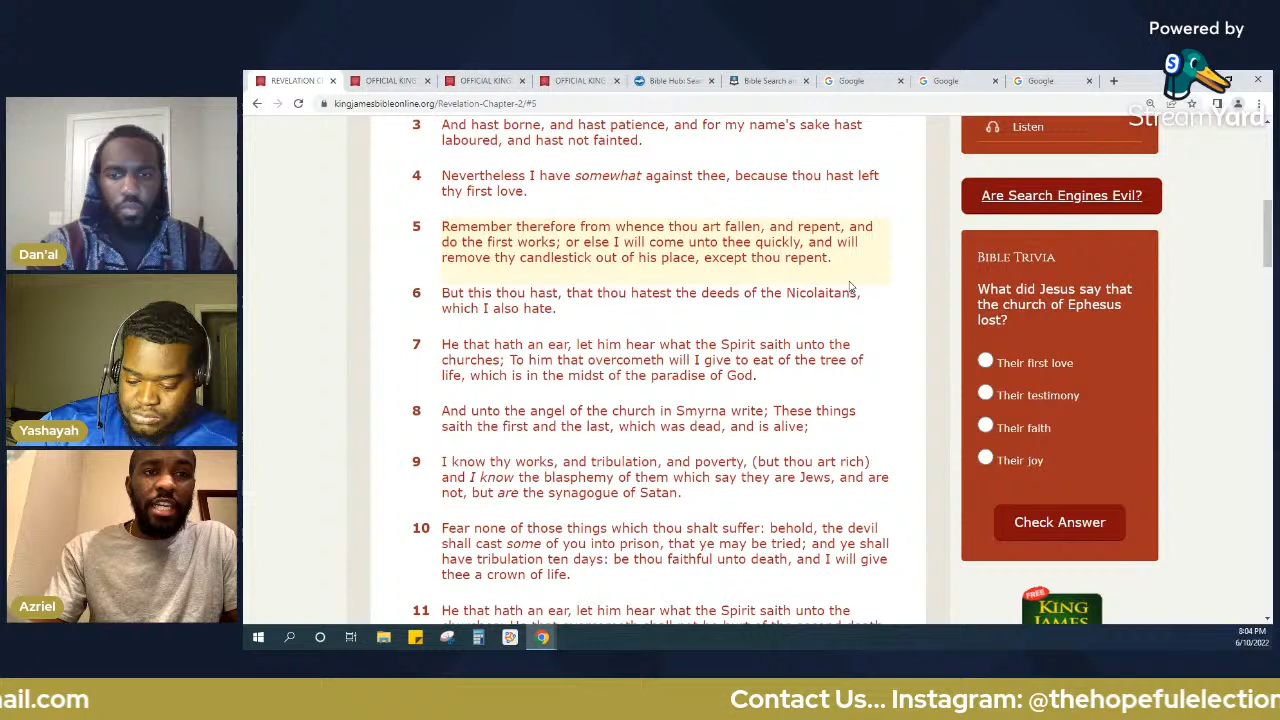 Powered by
StreamYard
REVELATION C
OFFICIAL KING
OFFICIAL KING
OFFICIAL KING
Bible Hub: Sear
Bible Search an
Google
Google
Google
kingjamesbibleonline.org/Revelation-Chapter-2/#5
3 And hast borne, and hast patience, and for my name's sake hast
laboured, and hast not fainted.
4 Nevertheless I have somewhat against thee, because thou hast left
thy first love.
5 Remember therefore from whence thou art fallen, and repent, and
do the first works; or else I will come unto thee quickly, and will
remove thy candlestick out of his place, except thou repent.
6 But this thou hast, that thou hatest the deeds of the Nicolaitans,
which I also hate.
7 He that hath an ear, let him hear what the Spirit saith unto the
churches; To him that overcometh will I give to eat of the tree of
life, which is in the midst of the paradise of God.
8 And unto the angel of the church in Smyrna write; These things
saith the first and the last, which was dead, and is alive;
9 I know thy works, and tribulation, and poverty, (but thou art rich)
and I know the blasphemy of them which say they are Jews, and are
not, but are the synagogue of Satan.
10 Fear none of those things which thou shalt suffer: behold, the devil
shall cast some of you into prison, that ye may be tried; and ye shall
have tribulation ten days: be thou faithful unto death, and I will give
thee a crown of life.
11 He that hath an ear, let him hear what the Spirit saith unto the
Listen
Are Search Engines Evil?
BIBLE TRIVIA
What did Jesus say that
the church of Ephesus
lost?
Their first love
Their testimony
Their faith
Their joy
Check Answer
FREE
KING
JAMES
Dan'al
Yashayah
Azriel
8:04 PM
6/10/2022
ail.com
Contact Us... Instagram: @thehopefulelection